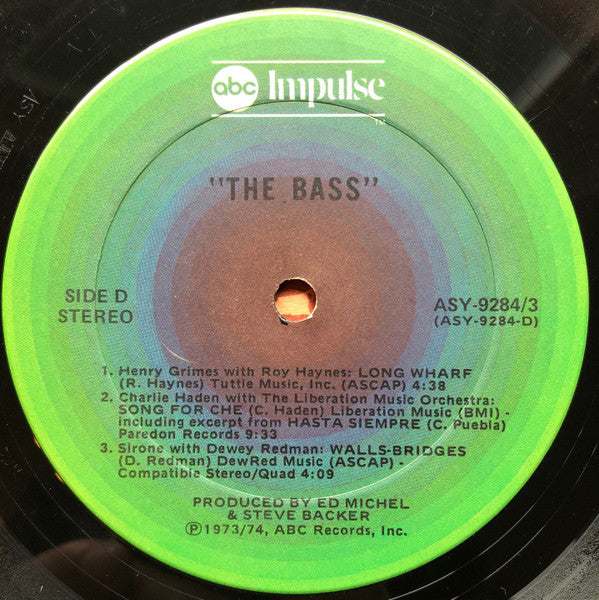 abc Impulse
"THE BASS"
SIDE D
STEREO
ASY-9284/3
(ASY-9284-D)
1. Henry Grimes with Roy Haynes: LONG WHARF
(R. Haynes) Tuttle Music, Inc. (ASCAP) 4:38
2. Charlie Haden with The Liberation Music Orchestra:
SONG FOR CHE (C. Haden) Liberation Music (BMI) -
including excerpt from HASTA SIEMPRE (C. Puebla)
Paredon Records 9:33
3. Sirone with Dewey Redman: WALLS-BRIDGES
(D. Redman) DewRed Music (ASCAP) -
Compatible Stereo/Quad 4:09
PRODUCED BY ED MICHEL
& STEVE BACKER
Ⓟ1973/74, ABC Records, Inc.